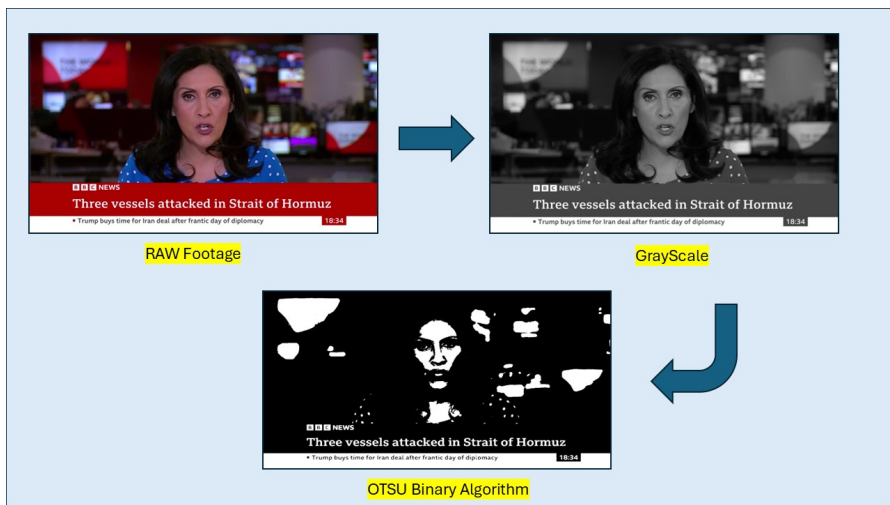 BBC NEWS
Three vessels attacked in Strait of Hormuz
• Trump buys time for Iran deal after frantic day of diplomacy 18:34
RAW Footage
BBC NEWS
Three vessels attacked in Strait of Hormuz
• Trump buys time for Iran deal after frantic day of diplomacy 18:34
GrayScale
BBC NEWS
Three vessels attacked in Strait of Hormuz
• Trump buys time for Iran deal after frantic day of diplomacy 18:34
OTSU Binary Algorithm